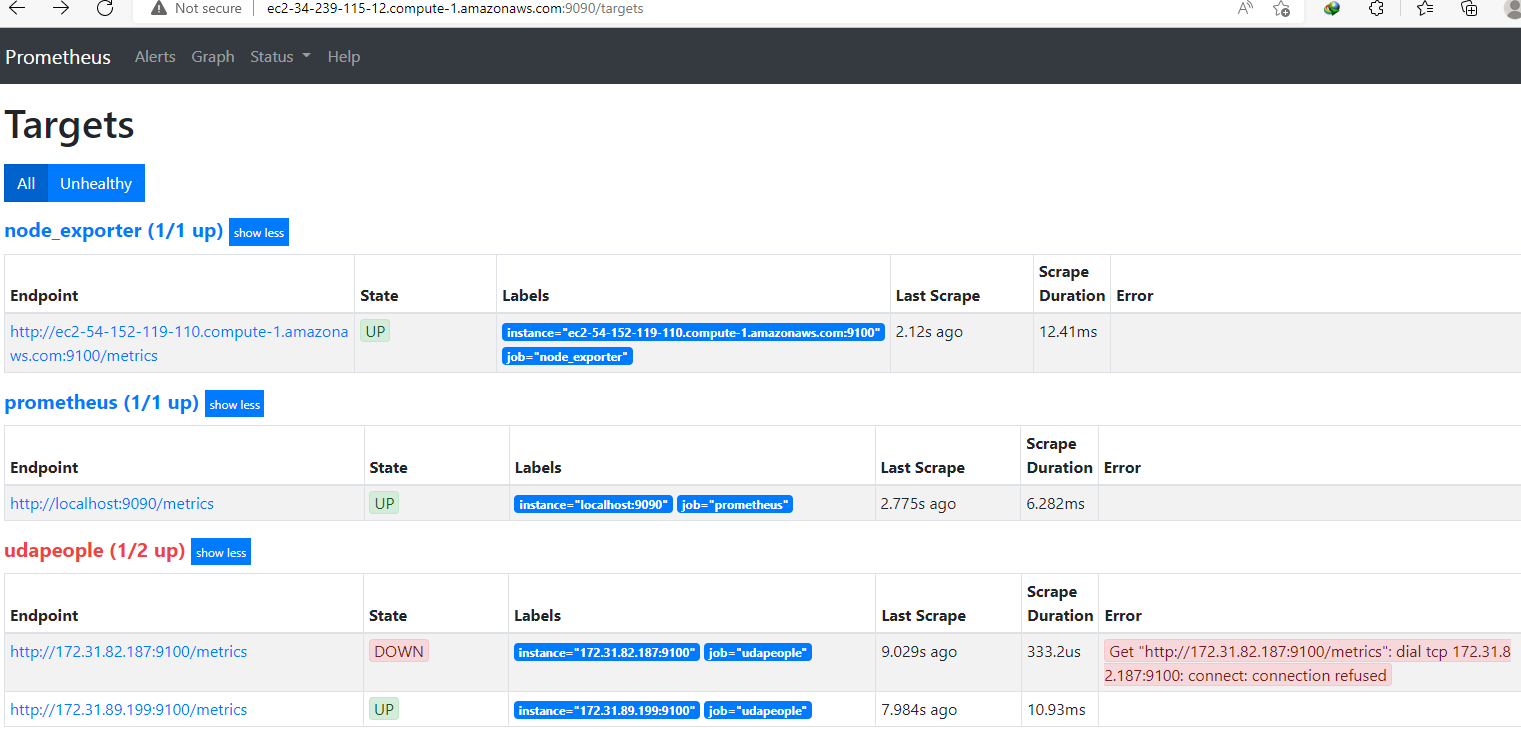 Not secure ec2-34-239-115-12.compute-1.amazonaws.com:9090/targets
Prometheus Alerts Graph Status Help
Targets
All Unhealthy
node_exporter (1/1 up) show less
Endpoint State Labels Last Scrape Scrape Duration Error
http://ec2-54-152-119-110.compute-1.amazona
ws.com:9100/metrics
UP
instance="ec2-54-152-119-110.compute-1.amazonaws.com:9100"
job="node_exporter"
2.12s ago 12.41ms
prometheus (1/1 up) show less
Endpoint State Labels Last Scrape Scrape Duration Error
http://localhost:9090/metrics UP instance="localhost:9090" job="prometheus" 2.775s ago 6.282ms
udapeople (1/2 up) show less
Endpoint State Labels Last Scrape Scrape Duration Error
http://172.31.82.187:9100/metrics DOWN instance="172.31.82.187:9100" job="udapeople" 9.029s ago 333.2us Get "http://172.31.82.187:9100/metrics": dial tcp 172.31.8
2.187:9100: connect: connection refused
http://172.31.89.199:9100/metrics UP instance="172.31.89.199:9100" job="udapeople" 7.984s ago 10.93ms